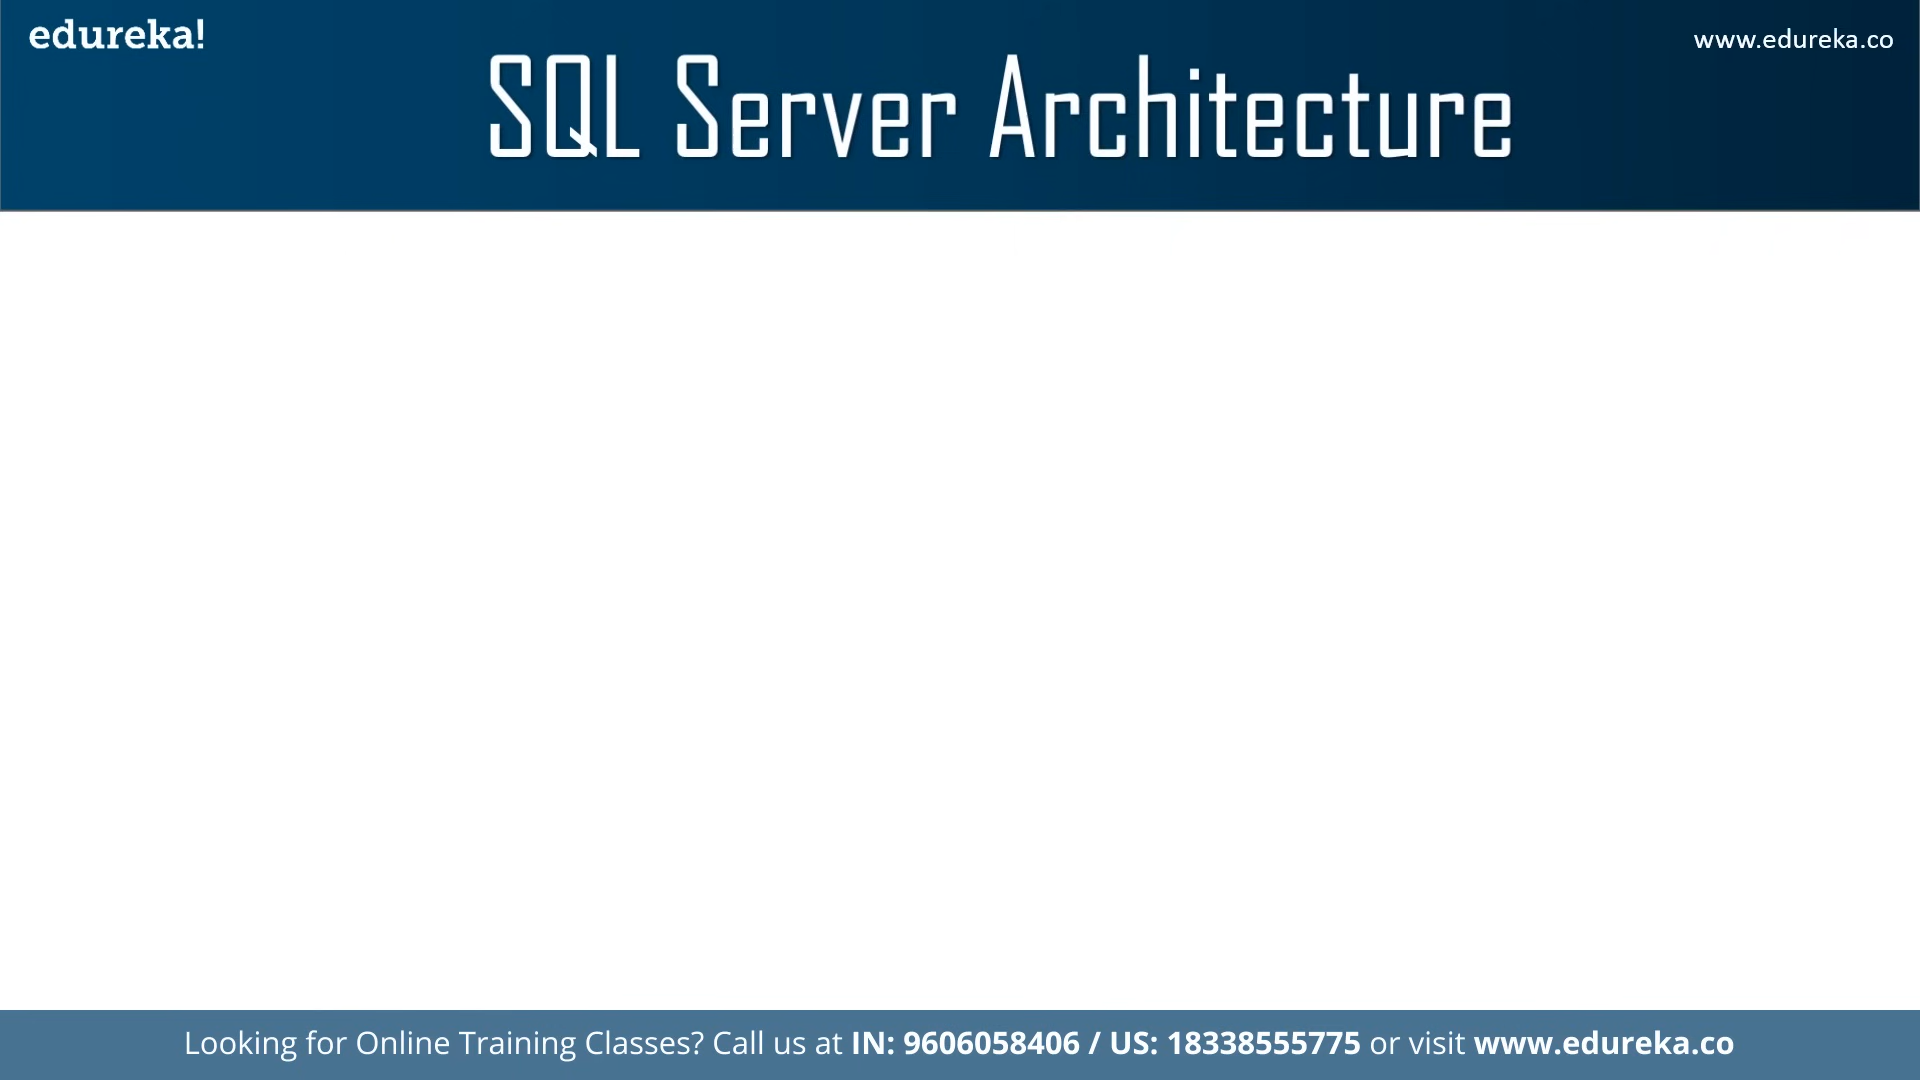 edureka!
www.edureka.co
SQL Server Architecture
Looking for Online Training Classes? Call us at IN: 9606058406 / US: 18338555775 or visit www.edureka.co